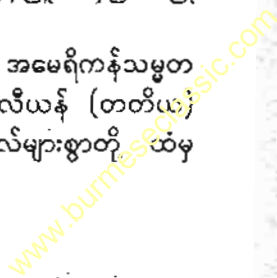 အမေရိကန်သမ္မတ
လီယန် (တတိယ)
လ်များစွာတို့ ထံမှ
www.burmeseclassic.com